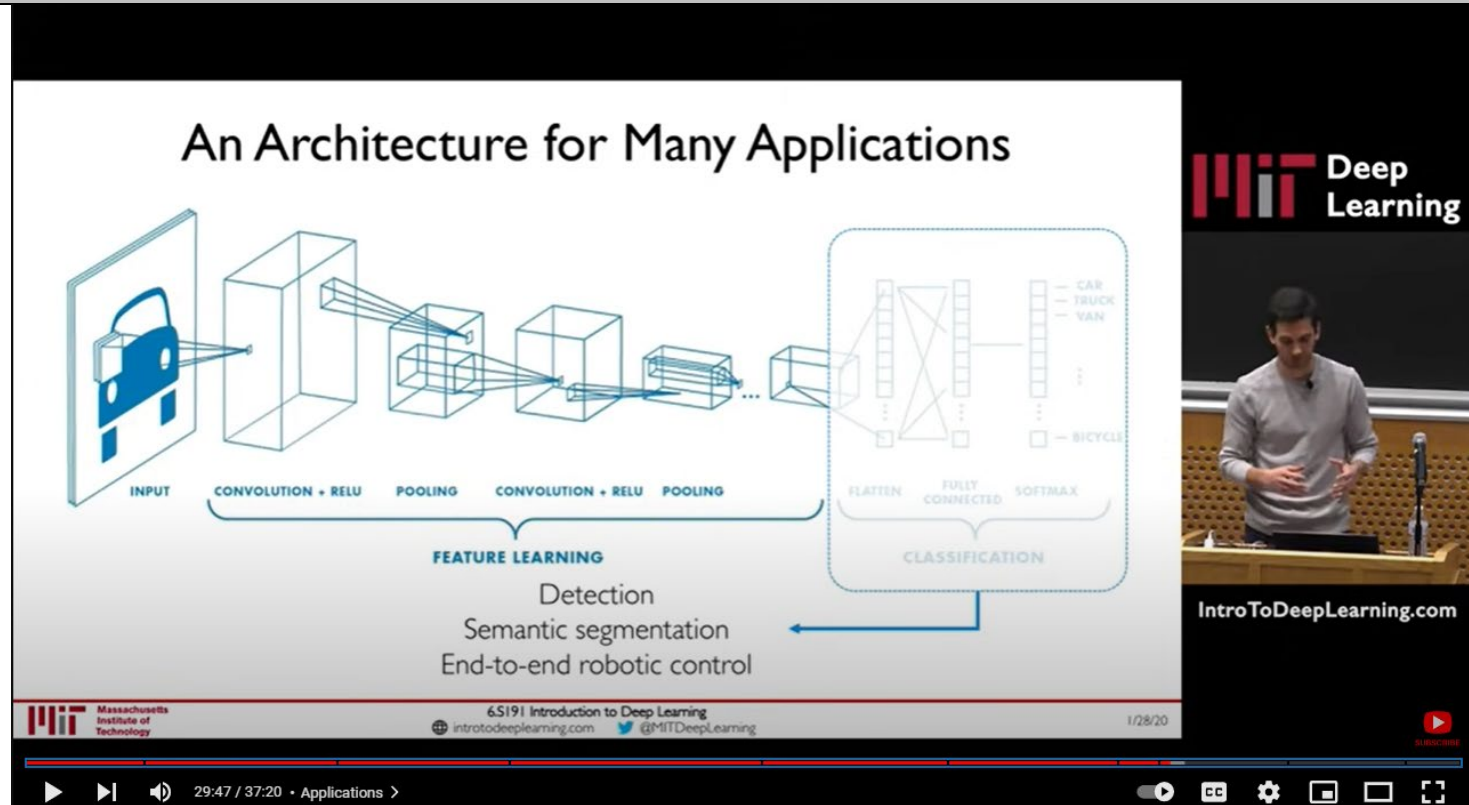 An Architecture for Many Applications
CAR
TRUCK
VAN
BICYCLE
INPUT
CONVOLUTION + RELU
POOLING
CONVOLUTION + RELU
POOLING
FLATTEN
FULLY
CONNECTED
SOFTMAX
FEATURE LEARNING
CLASSIFICATION
Detection
Semantic segmentation
End-to-end robotic control
Massachusetts
Institute of
Technology
6.S191 Introduction to Deep Learning
introtodeeplearning.com @MITDeepLearning
1/28/20
MIT Deep
Learning
IntroToDeepLearning.com
SUBSCRIBE
29:47 / 37:20 • Applications >
CC